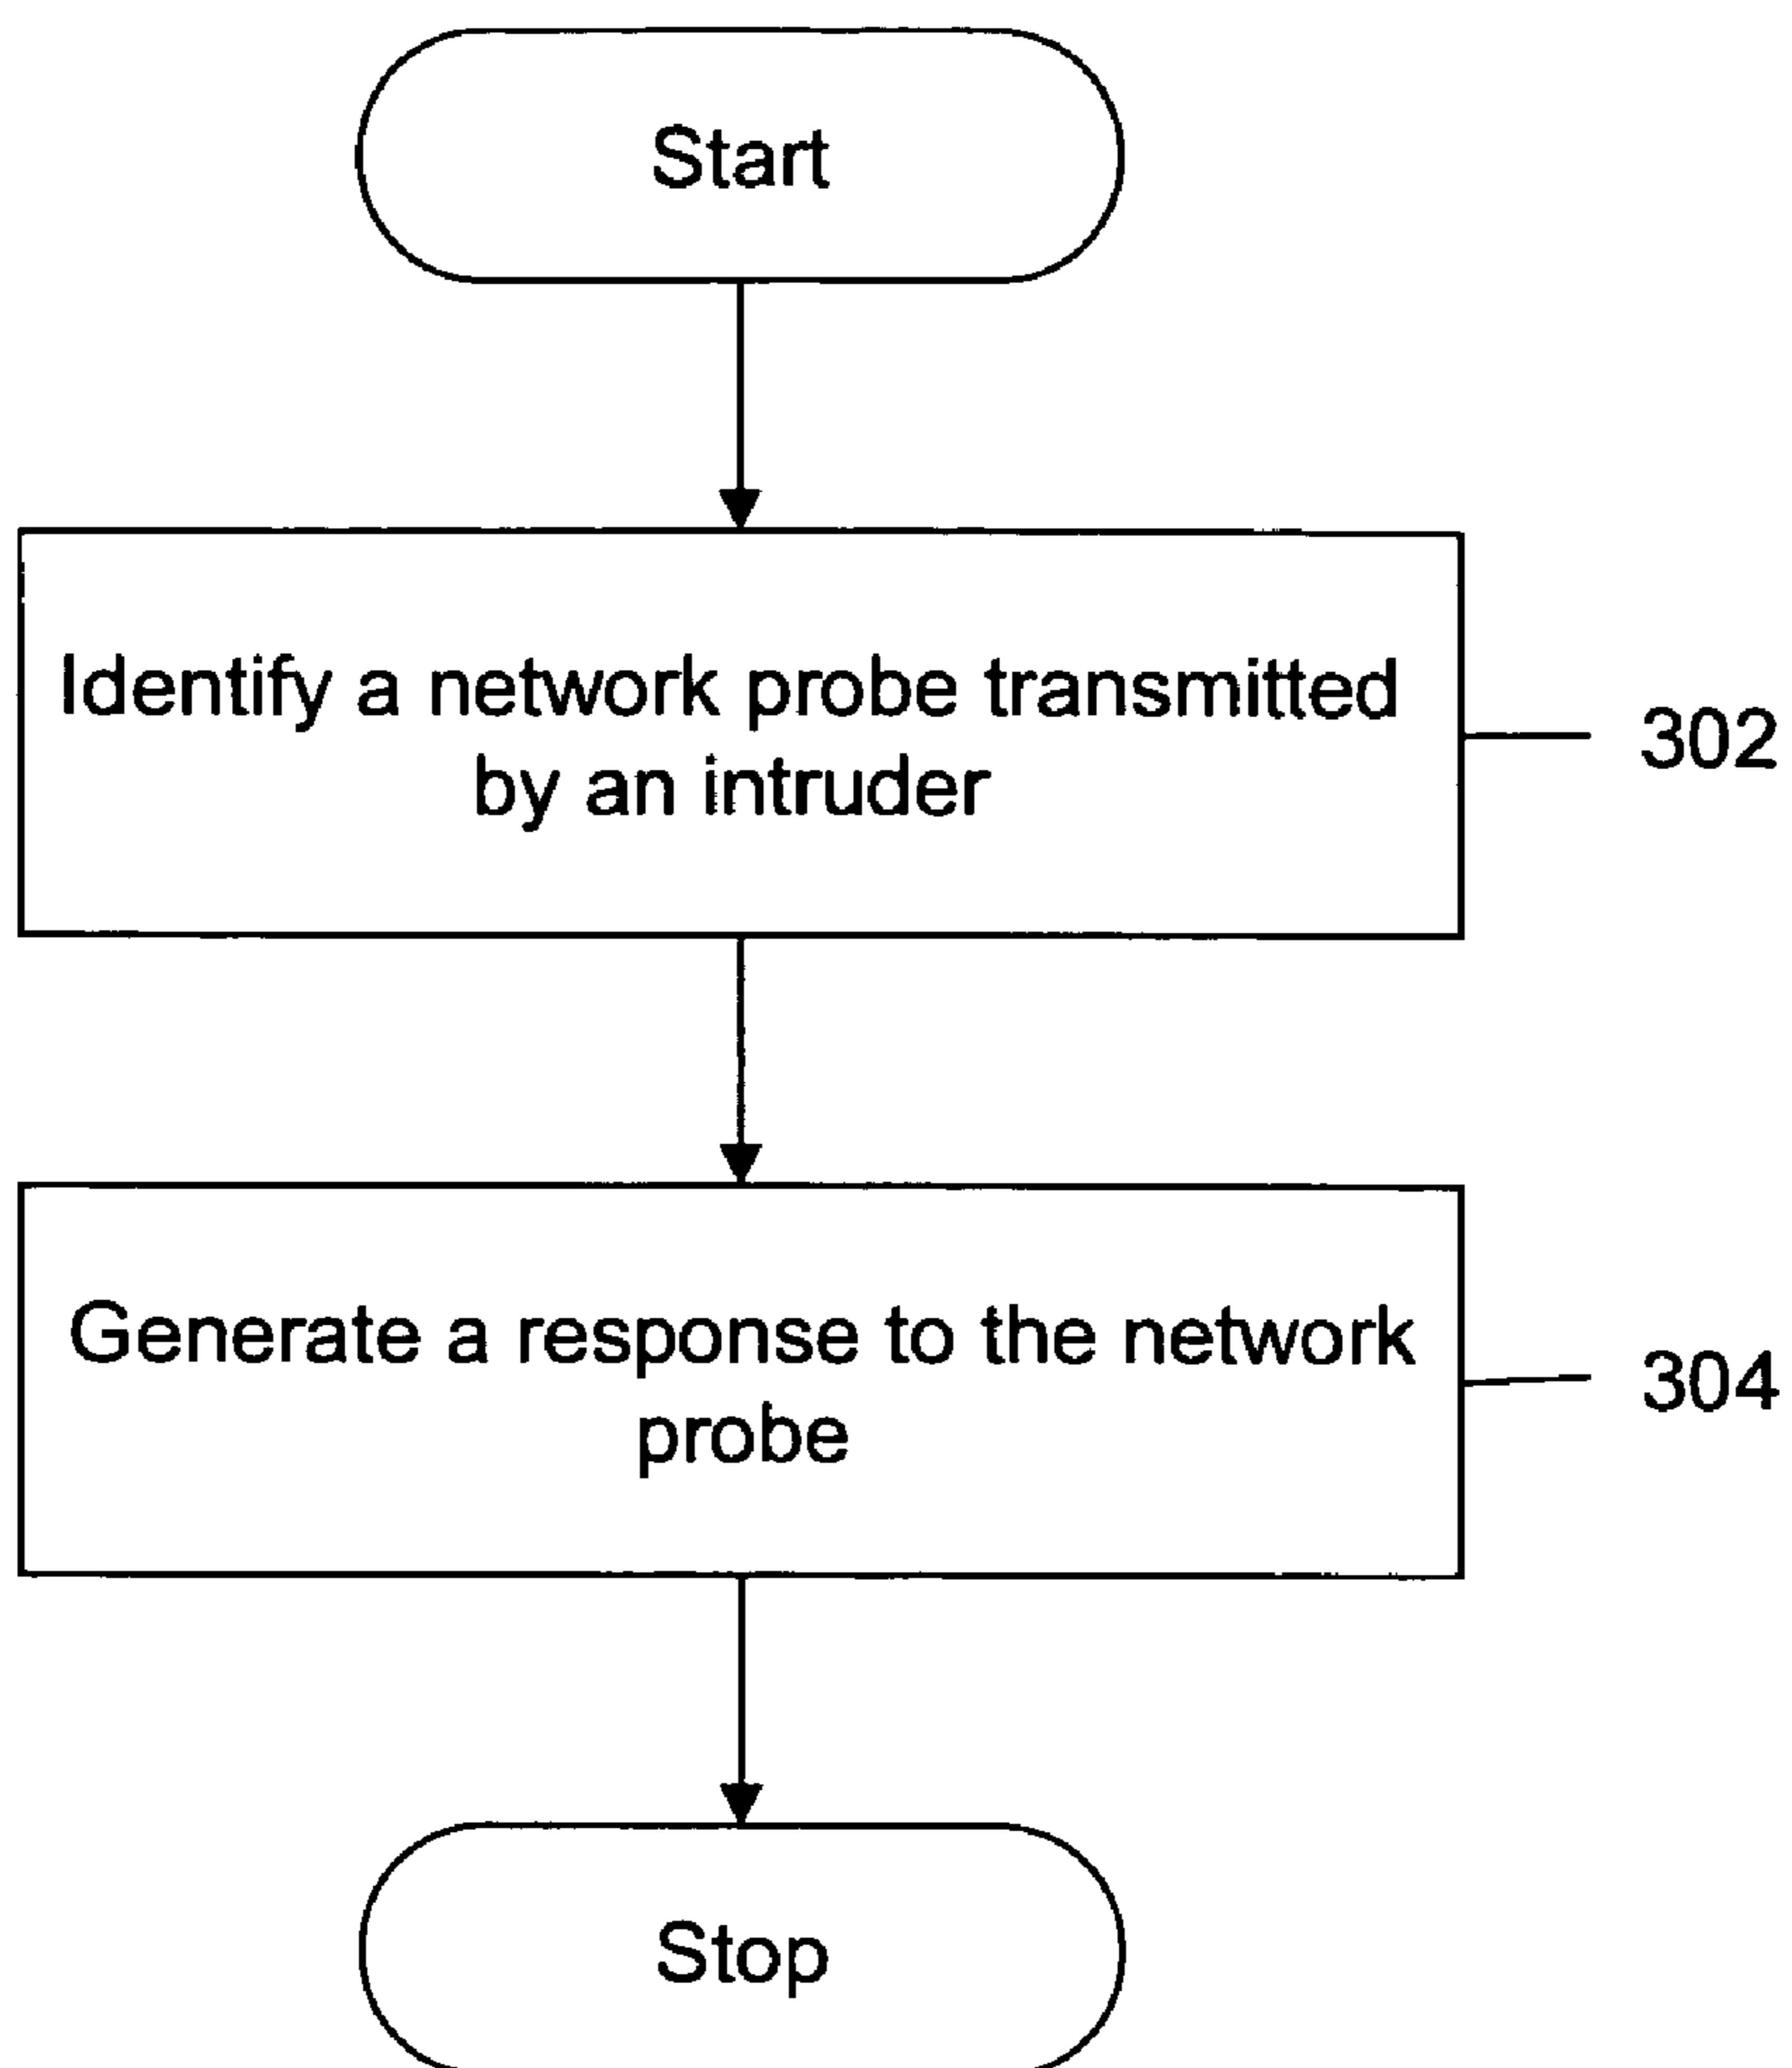 Start
Identify a network probe transmitted
by an intruder
302
Generate a response to the network
probe
304
Stop